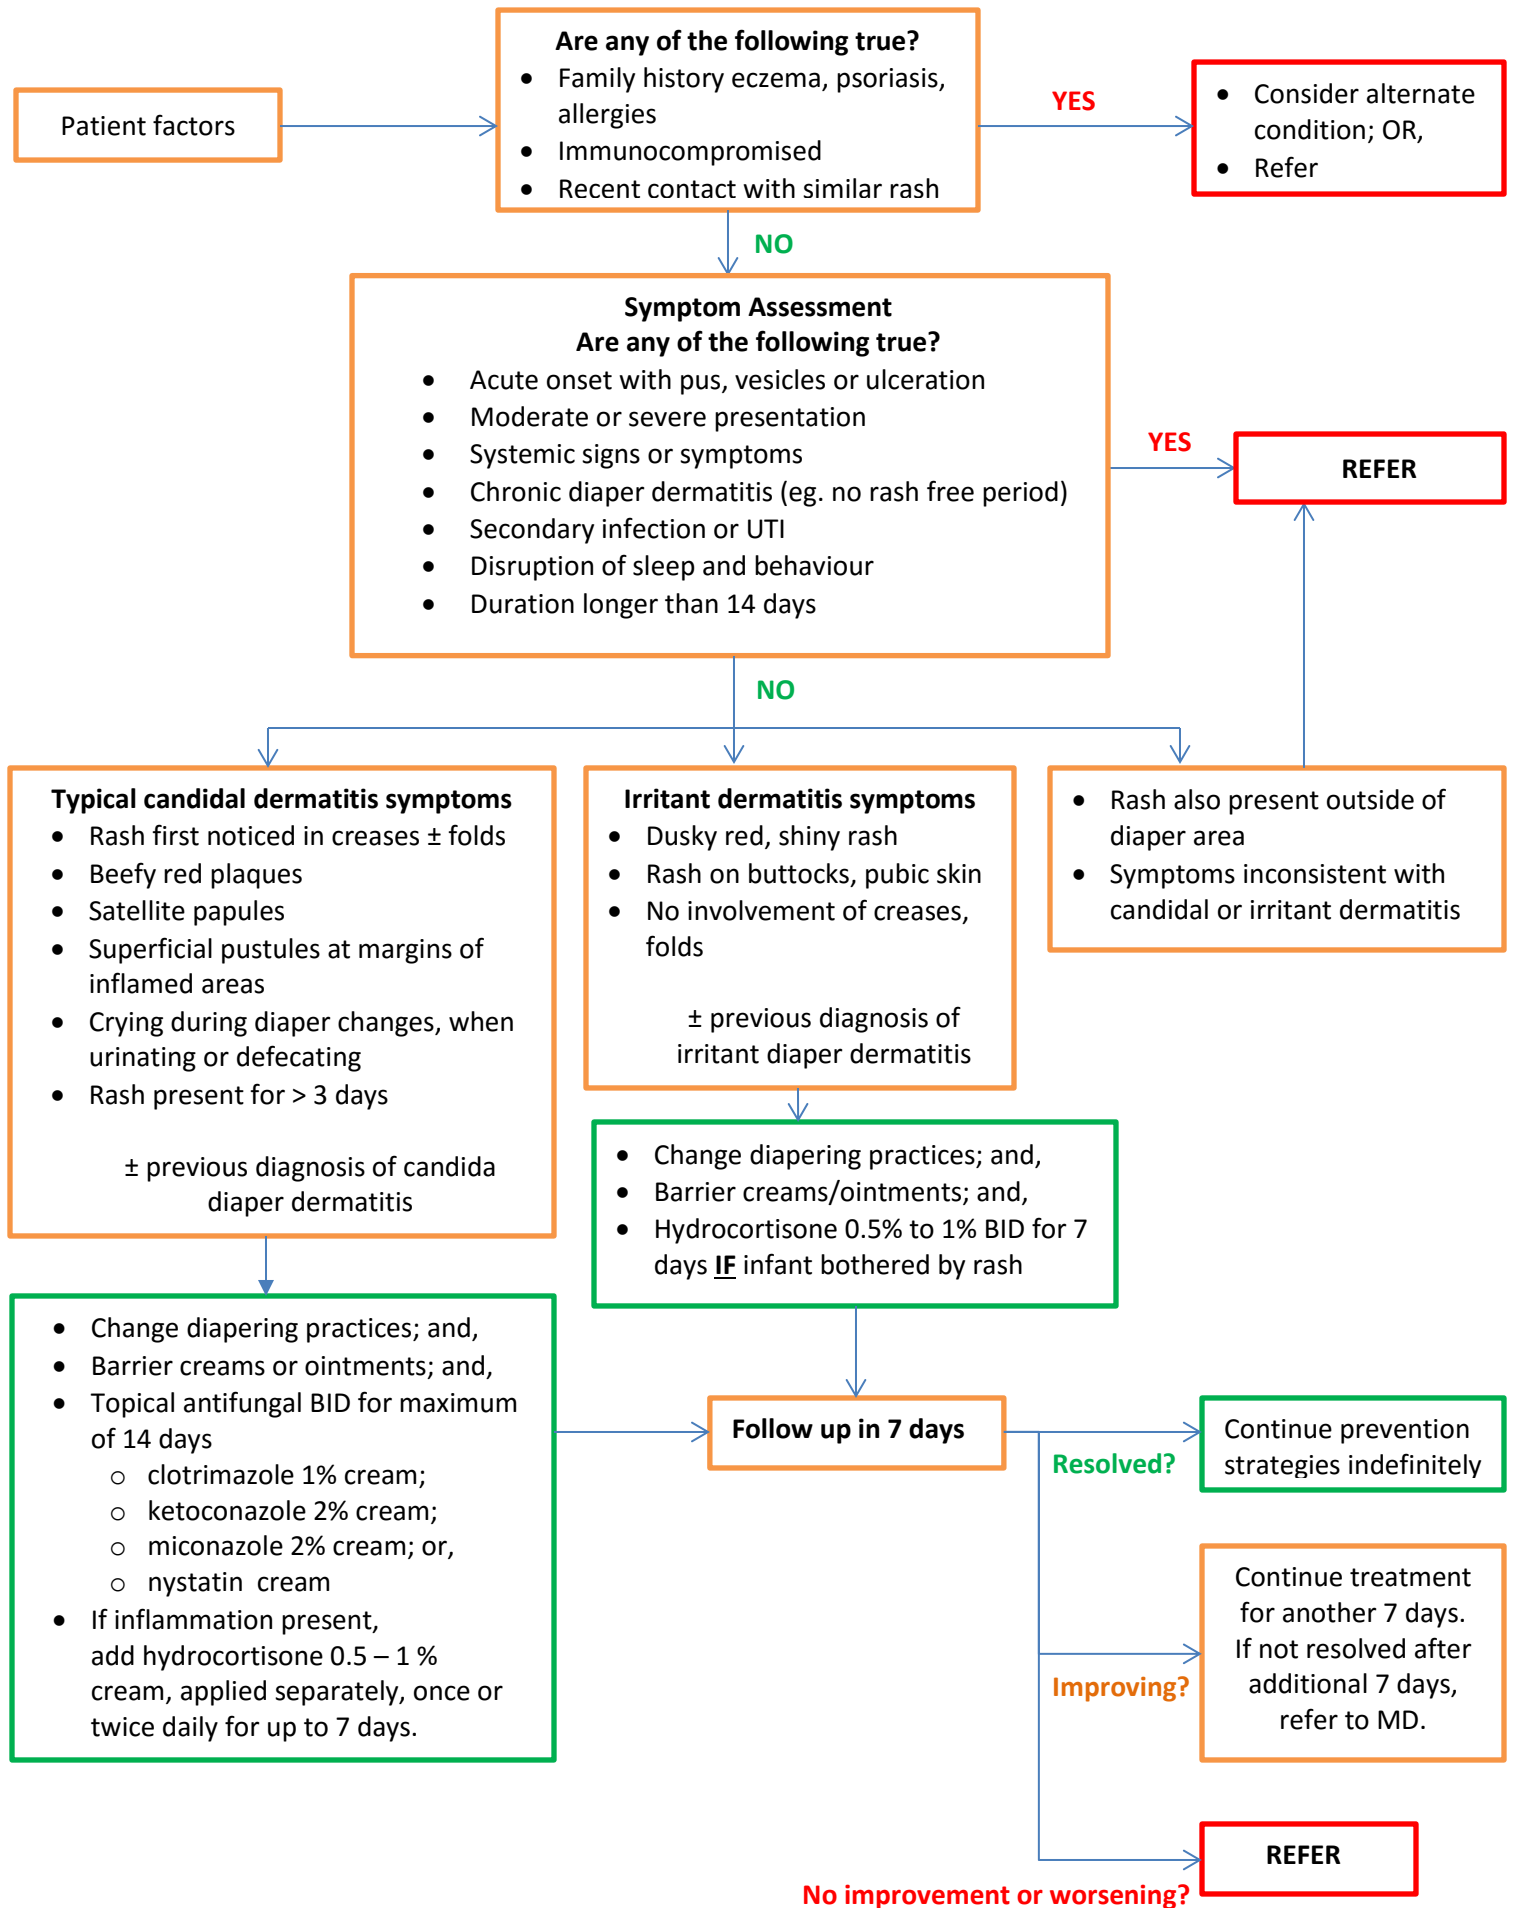 Patient factors
Are any of the following true?
• Family history eczema, psoriasis,
allergies
• Immunocompromised
• Recent contact with similar rash
YES
• Consider alternate
condition; OR,
• Refer
NO
Symptom Assessment
Are any of the following true?
• Acute onset with pus, vesicles or ulceration
• Moderate or severe presentation
• Systemic signs or symptoms
• Chronic diaper dermatitis (eg. no rash free period)
• Secondary infection or UTI
• Disruption of sleep and behaviour
• Duration longer than 14 days
YES
REFER
NO
Typical candidal dermatitis symptoms
• Rash first noticed in creases ± folds
• Beefy red plaques
• Satellite papules
• Superficial pustules at margins of
inflamed areas
• Crying during diaper changes, when
urinating or defecating
• Rash present for > 3 days
± previous diagnosis of candida
diaper dermatitis
Irritant dermatitis symptoms
• Dusky red, shiny rash
• Rash on buttocks, pubic skin
• No involvement of creases,
folds
± previous diagnosis of
irritant diaper dermatitis
• Rash also present outside of
diaper area
• Symptoms inconsistent with
candidal or irritant dermatitis
• Change diapering practices; and,
• Barrier creams/ointments; and,
• Hydrocortisone 0.5% to 1% BID for 7
days IF infant bothered by rash
• Change diapering practices; and,
• Barrier creams or ointments; and,
• Topical antifungal BID for maximum
of 14 days
o clotrimazole 1% cream;
o ketoconazole 2% cream;
o miconazole 2% cream; or,
o nystatin cream
• If inflammation present,
add hydrocortisone 0.5 – 1 %
cream, applied separately, once or
twice daily for up to 7 days.
Follow up in 7 days
Resolved?
Continue prevention
strategies indefinitely
Improving?
Continue treatment
for another 7 days.
If not resolved after
additional 7 days,
refer to MD.
No improvement or worsening?
REFER